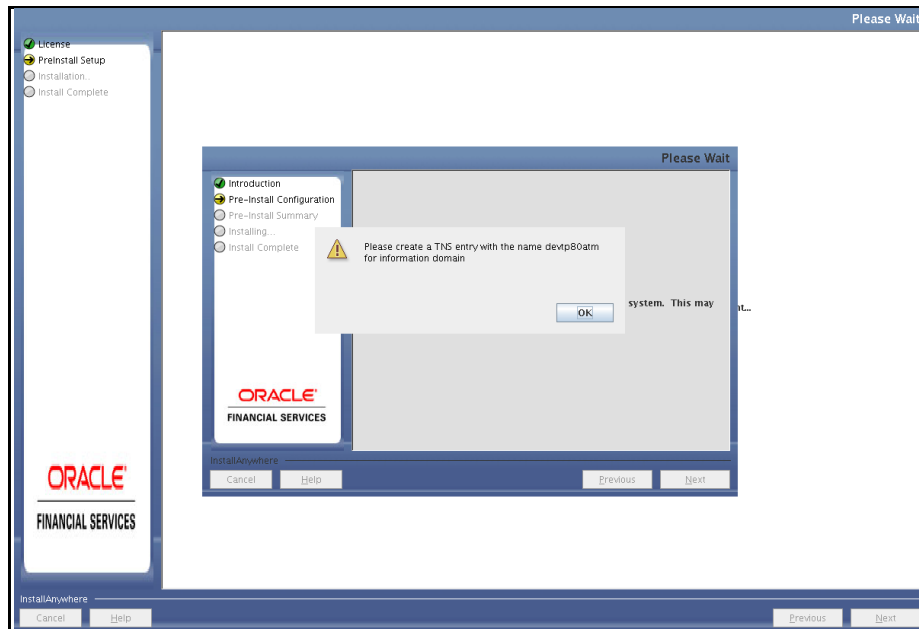 Please Wait
License
PreInstall Setup
Installation..
Install Complete
Please Wait
Introduction
Pre-Install Configuration
Pre-Install Summary
Installing...
Install Complete
Please create a TNS entry with the name devtp80atm
for information domain
OK
system. This may
ORACLE
FINANCIAL SERVICES
InstallAnywhere
Cancel
Help
Previous
Next
ORACLE
FINANCIAL SERVICES
InstallAnywhere
Cancel
Help
Previous
Next